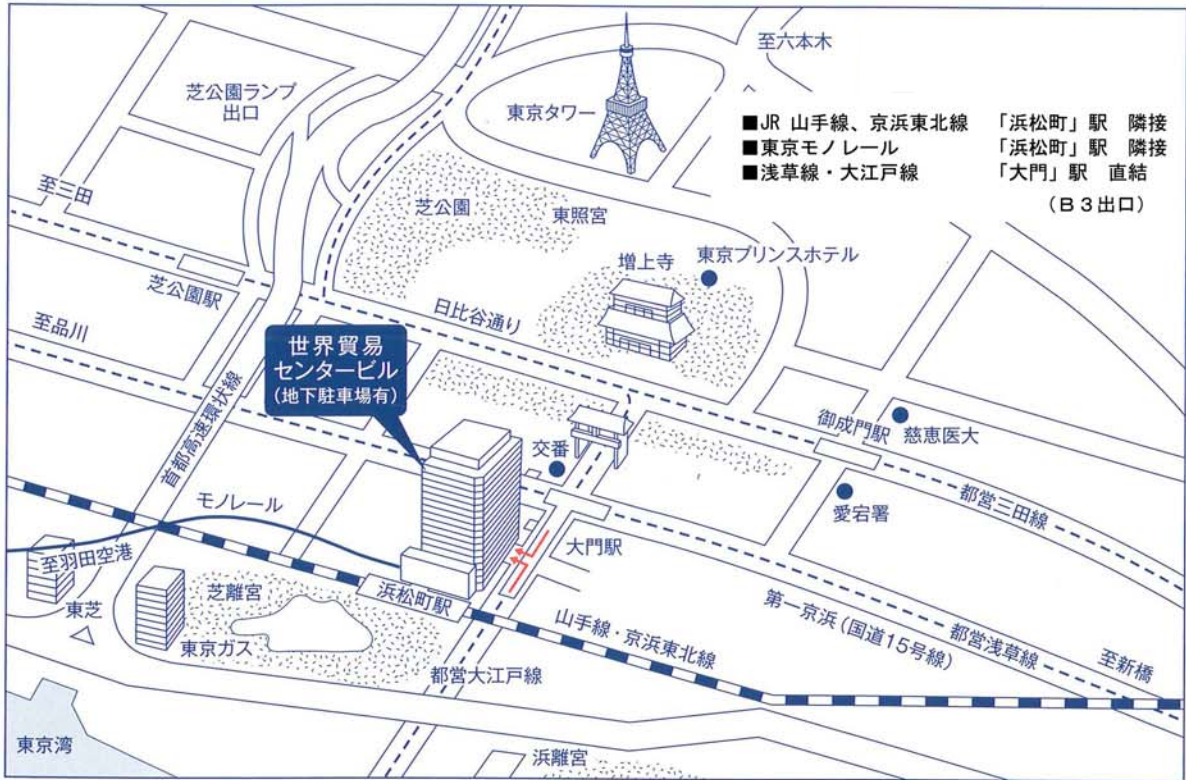 至六本木
芝公園ランプ
出口
東京タワー
■JR 山手線、京浜東北線 「浜松町」駅 隣接
■東京モノレール 「浜松町」駅 隣接
■浅草線・大江戸線 「大門」駅 直結
(B3出口)
至三田
芝公園
東照宮
増上寺
東京プリンスホテル
芝公園駅
日比谷通り
至品川
世界貿易
センタービル
(地下駐車場有)
首都高速環状線
御成門駅
慈恵医大
交番
愛宕署
都営三田線
モノレール
大門駅
至羽田空港
芝離宮
浜松町駅
東芝
東京ガス
山手線・京浜東北線
第一京浜(国道15号線)
都営浅草線
至新橋
都営大江戸線
東京湾
浜離宮